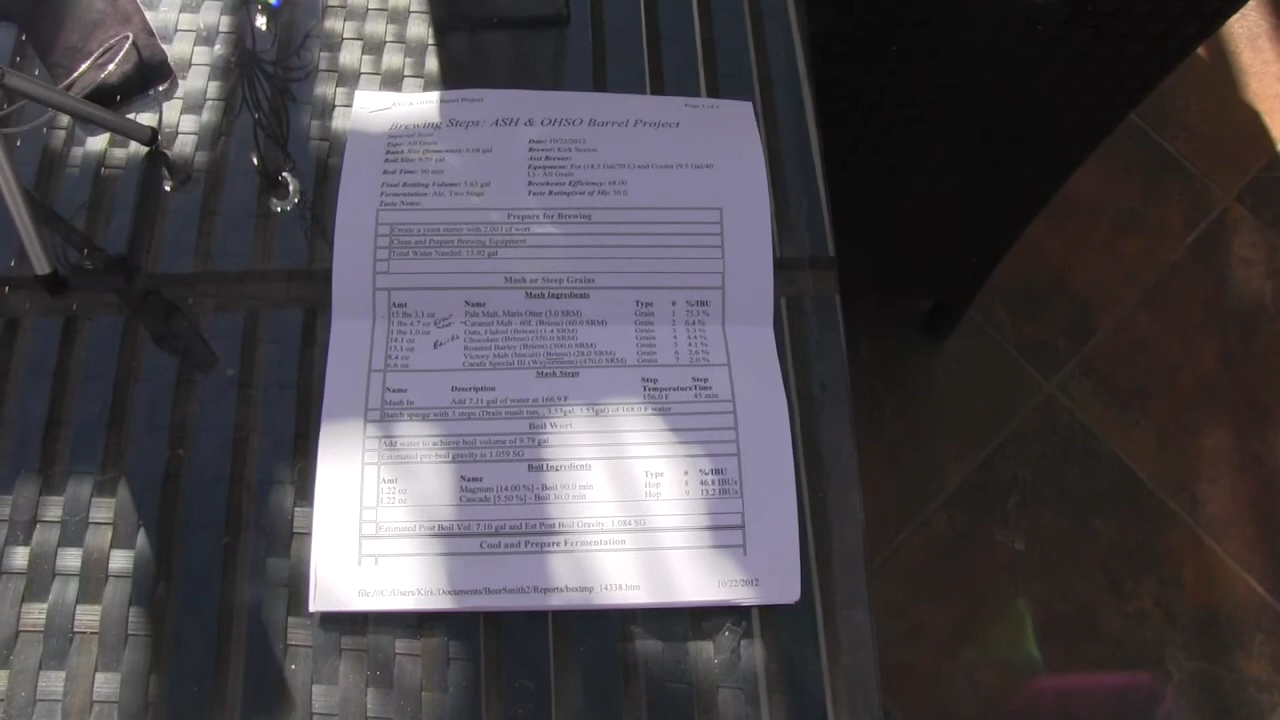 ASH & OHSO Barrel Project Page 1 of
Brewing Steps: ASH & OHSO Barrel Project
Imperial Stout
Type: All Grain Date: 10/22/2012
Batch Size (fermenter): 6.08 gal Brewer: Kirk
Boil Size: 9.79 gal Asst Brewer:
Boil Time: 90 min Equipment: Pot (18.5 Gal/70 L) and Cooler (9.5 Gal/40 L) - All Grain
Final Bottling Volume: 5.63 gal Brewhouse Efficiency: 68.00
Fermentation: Ale, Two Stage Taste Rating(out of 50): 30.0
Taste Notes:
Prepare for Brewing
Create a yeast starter with 2.00 l of wort
Clean and Prepare Brewing Equipment
Total Water Needed: 13.02 gal
Mash or Steep Grains
Mash Ingredients
Amt Name Type # %/IBU
15 lbs 3.1 oz Pale Malt, Maris Otter (3.0 SRM) Grain 1 75.3 %
1 lbs 4.7 oz Caramel Malt - 60L (Briess) (60.0 SRM) Grain 2 6.4 %
1 lbs 1.0 oz Oats, Flaked (Briess) (1.4 SRM) Grain 3 5.3 %
14.1 oz Chocolate (Briess) (350.0 SRM) Grain 4 4.4 %
13.1 oz Roasted Barley (Briess) (300.0 SRM) Grain 5 4.1 %
8.4 oz Victory Malt (biscuit) (Briess) (28.0 SRM) Grain 6 2.6 %
6.6 oz Carafa Special III (Weyermann) (470.0 SRM) Grain 7 2.0 %
Mash Steps
Name Description Step Temperature Step Time
Mash In Add 7.11 gal of water at 166.9 F 156.0 F 45 min
Batch sparge with 3 steps (Drain mash tun, , 3.53gal, 3.53gal) of 168.0 F water
Boil Wort
Add water to achieve boil volume of 9.79 gal
Estimated pre-boil gravity is 1.059 SG
Boil Ingredients
Amt Name Type # %/IBU
1.22 oz Magnum [14.00 %] - Boil 90.0 min Hop 8 46.8 IBUs
1.22 oz Cascade [5.50 %] - Boil 30.0 min Hop 9 13.2 IBUs
Estimated Post Boil Vol: 7.10 gal and Est Post Boil Gravity: 1.084 SG
Cool and Prepare Fermentation
file:///C:/Users/Kirk/Documents/BeerSmith2/Reports/bsxtmp_14338.htm 10/22/2012